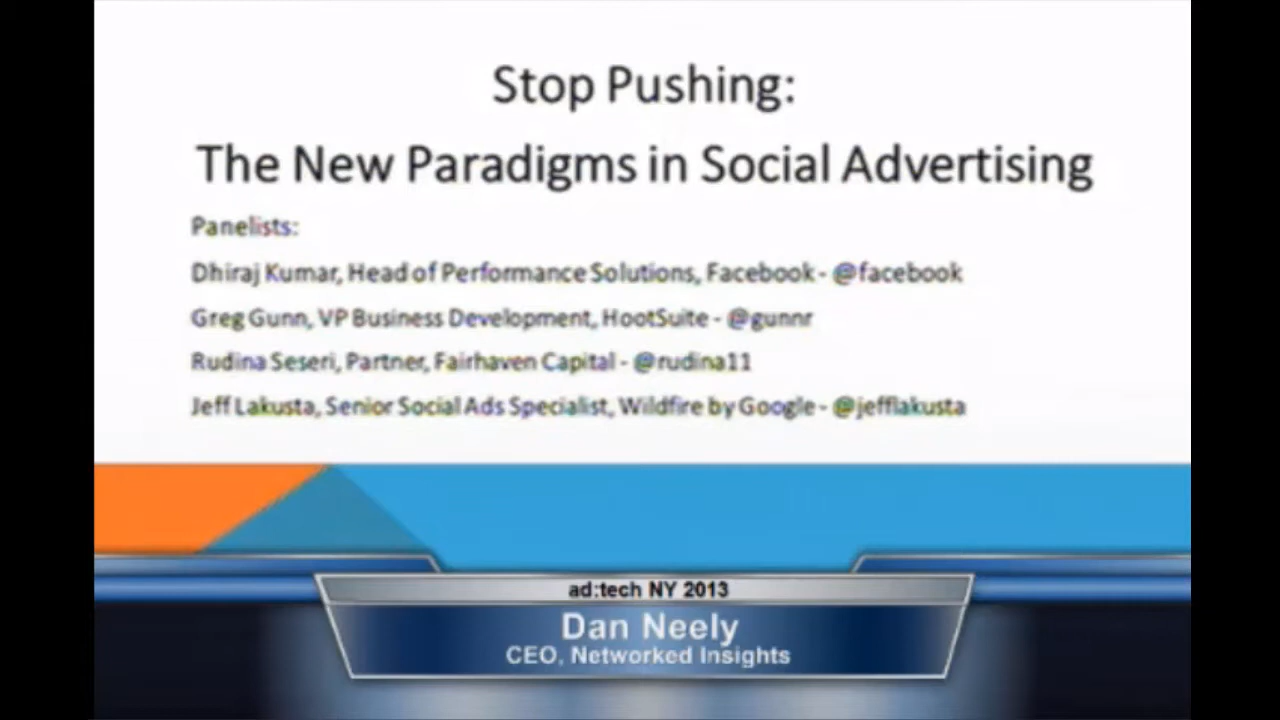 Stop Pushing:
The New Paradigms in Social Advertising
Panelists:
Dhiraj Kumar, Head of Performance Solutions, Facebook - @facebook
Greg Gunn, VP Business Development, HootSuite - @gunnr
Rudina Seseri, Partner, Fairhaven Capital - @rudina11
Jeff Lakusta, Senior Social Ads Specialist, Wildfire by Google - @jefflakusta
ad:tech NY 2013
Dan Neely
CEO, Networked Insights